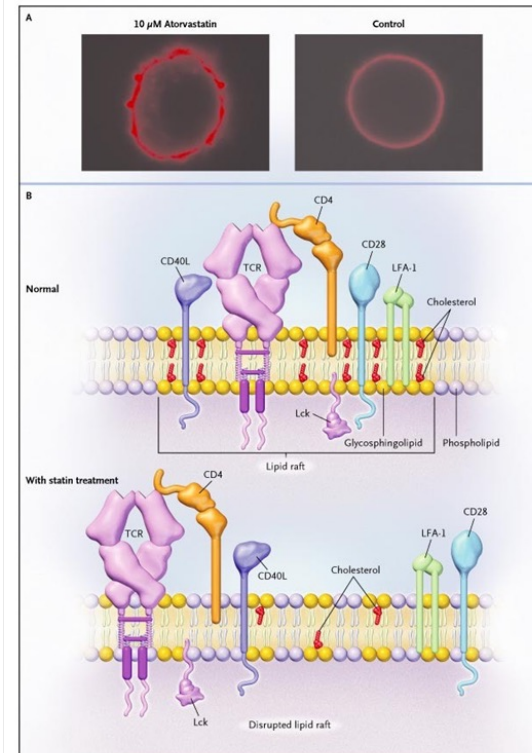 A
10 μM Atorvastatin
Control
B
CD4
CD40L
TCR
CD28
LFA-1
Normal
Cholesterol
Lck
Glycosphingolipid
Phospholipid
Lipid raft
With statin treatment
CD4
TCR
CD28
LFA-1
CD40L
Cholesterol
Lck
Disrupted lipid raft